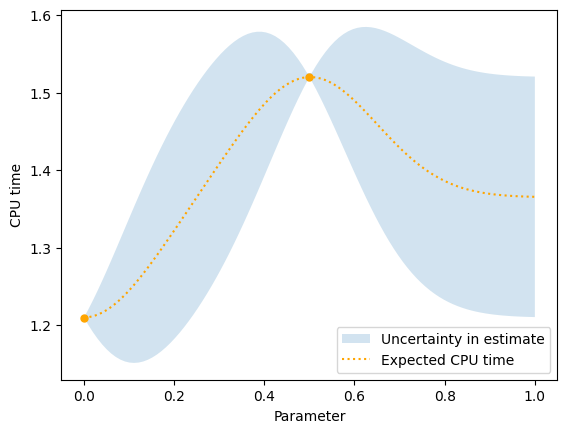 1.6
1.5
1.4
1.3
1.2
CPU time
0.0 0.2 0.4 0.6 0.8 1.0
Parameter
Uncertainty in estimate
Expected CPU time